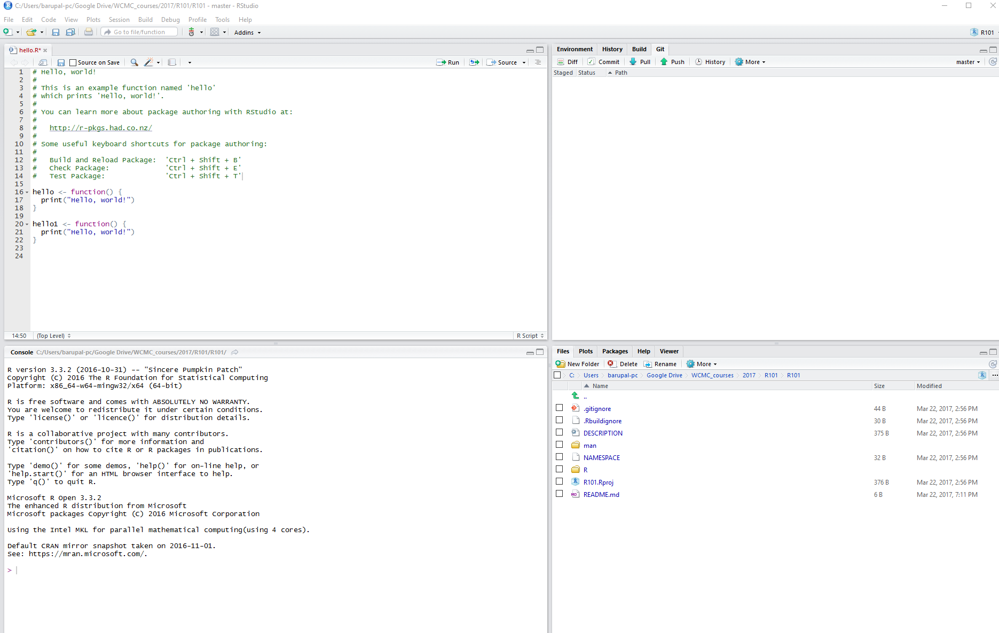 C:/Users/barupal-pc/Google Drive/WCMC_courses/2017/R101/R101 - master - RStudio
File Edit Code View Plots Session Build Debug Profile Tools Help
Go to file/function Addins R101
hello.R*
Source on Save Run Source
1 # Hello, world!
2 #
3 # This is an example function named 'hello'
4 # which prints 'Hello, world!'.
5 #
6 # You can learn more about package authoring with RStudio at:
7 #
8 #   http://r-pkgs.had.co.nz/
9 #
10 # Some useful keyboard shortcuts for package authoring:
11 #
12 #   Build and Reload Package:  'Ctrl + Shift + B'
13 #   Check Package:             'Ctrl + Shift + E'
14 #   Test Package:              'Ctrl + Shift + T'
15
16 hello <- function() {
17   print("Hello, world!")
18 }
19
20 hello1 <- function() {
21   print("Hello, world!")
22 }
23
24
14:50 (Top Level) R Script
Console C:/Users/barupal-pc/Google Drive/WCMC_courses/2017/R101/R101/
R version 3.3.2 (2016-10-31) -- "Sincere Pumpkin Patch"
Copyright (C) 2016 The R Foundation for Statistical Computing
Platform: x86_64-w64-mingw32/x64 (64-bit)
R is free software and comes with ABSOLUTELY NO WARRANTY.
You are welcome to redistribute it under certain conditions.
Type 'license()' or 'licence()' for distribution details.
R is a collaborative project with many contributors.
Type 'contributors()' for more information and
'citation()' on how to cite R or R packages in publications.
Type 'demo()' for some demos, 'help()' for on-line help, or
'help.start()' for an HTML browser interface to help.
Type 'q()' to quit R.
Microsoft R Open 3.3.2
The enhanced R distribution from Microsoft
Microsoft packages Copyright (C) 2016 Microsoft Corporation
Using the Intel MKL for parallel mathematical computing(using 4 cores).
Default CRAN mirror snapshot taken on 2016-11-01.
See: https://mran.microsoft.com/.
>
Environment History Build Git
Diff Commit Pull Push History More master
Staged Status Path
Files Plots Packages Help Viewer
New Folder Delete Rename More
C: Users barupal-pc Google Drive WCMC_courses 2017 R101 R101 ...
Name Size Modified
..
.gitignore 44 B Mar 22, 2017, 2:56 PM
.Rbuildignore 30 B Mar 22, 2017, 2:56 PM
DESCRIPTION 375 B Mar 22, 2017, 2:56 PM
man
NAMESPACE 32 B Mar 22, 2017, 2:56 PM
R
R101.Rproj 376 B Mar 22, 2017, 2:56 PM
README.md 6 B Mar 22, 2017, 7:11 PM